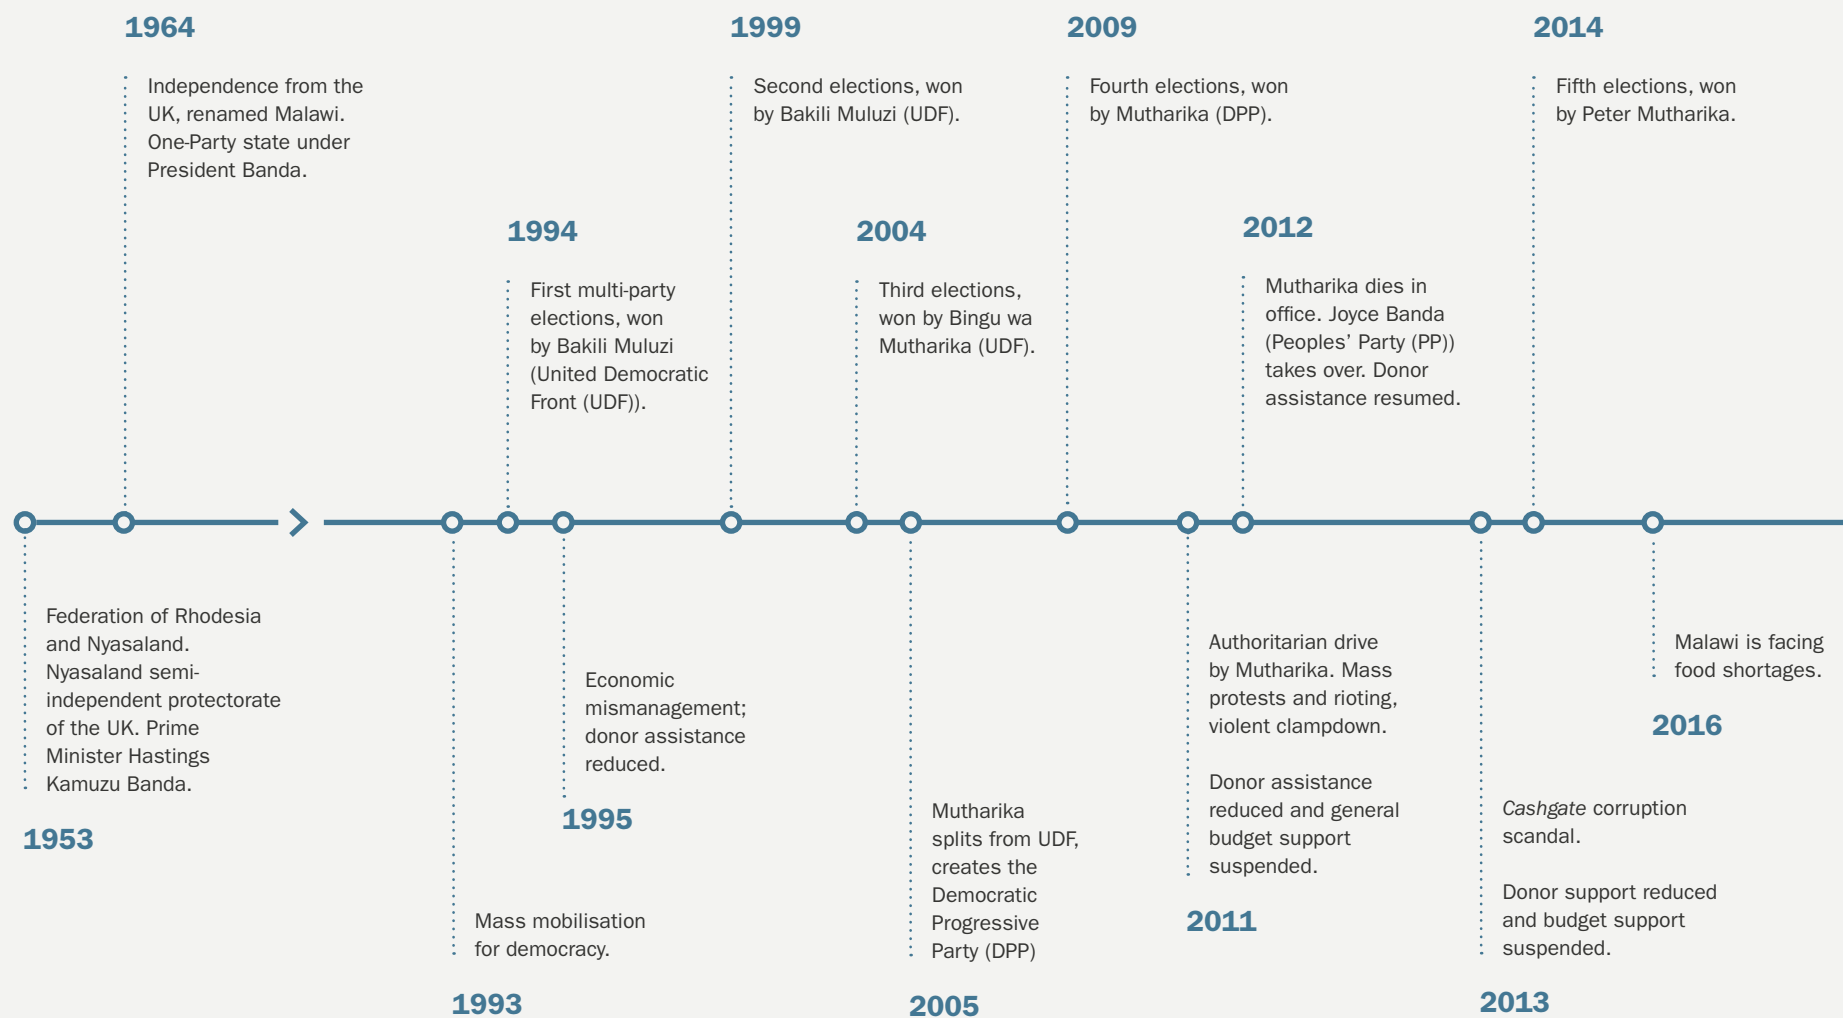 1964
Independence from the
UK, renamed Malawi.
One-Party state under
President Banda.
1999
Second elections, won
by Bakili Muluzi (UDF).
2009
Fourth elections, won
by Mutharika (DPP).
2014
Fifth elections, won
by Peter Mutharika.
1994
First multi-party
elections, won
by Bakili Muluzi
(United Democratic
Front (UDF)).
2004
Third elections,
won by Bingu wa
Mutharika (UDF).
2012
Mutharika dies in
office. Joyce Banda
(Peoples' Party (PP))
takes over. Donor
assistance resumed.
Federation of Rhodesia
and Nyasaland.
Nyasaland semi-
independent protectorate
of the UK. Prime
Minister Hastings
Kamuzu Banda.
1953
Mass mobilisation
for democracy.
1993
Economic
mismanagement;
donor assistance
reduced.
1995
Mutharika
splits from UDF,
creates the
Democratic
Progressive
Party (DPP)
2005
Authoritarian drive
by Mutharika. Mass
protests and rioting,
violent clampdown.
Donor assistance
reduced and general
budget support
suspended.
2011
Cashgate corruption
scandal.
Donor support reduced
and budget support
suspended.
2013
Malawi is facing
food shortages.
2016